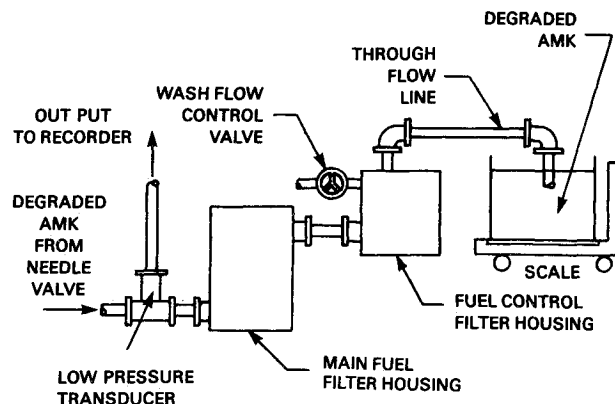 DEGRADED
AMK
THROUGH
FLOW
LINE
WASH FLOW
CONTROL
VALVE
OUT PUT
TO RECORDER
DEGRADED
AMK
FROM
NEEDLE
VALVE
SCALE
FUEL CONTROL
FILTER HOUSING
MAIN FUEL
FILTER HOUSING
LOW PRESSURE
TRANSDUCER